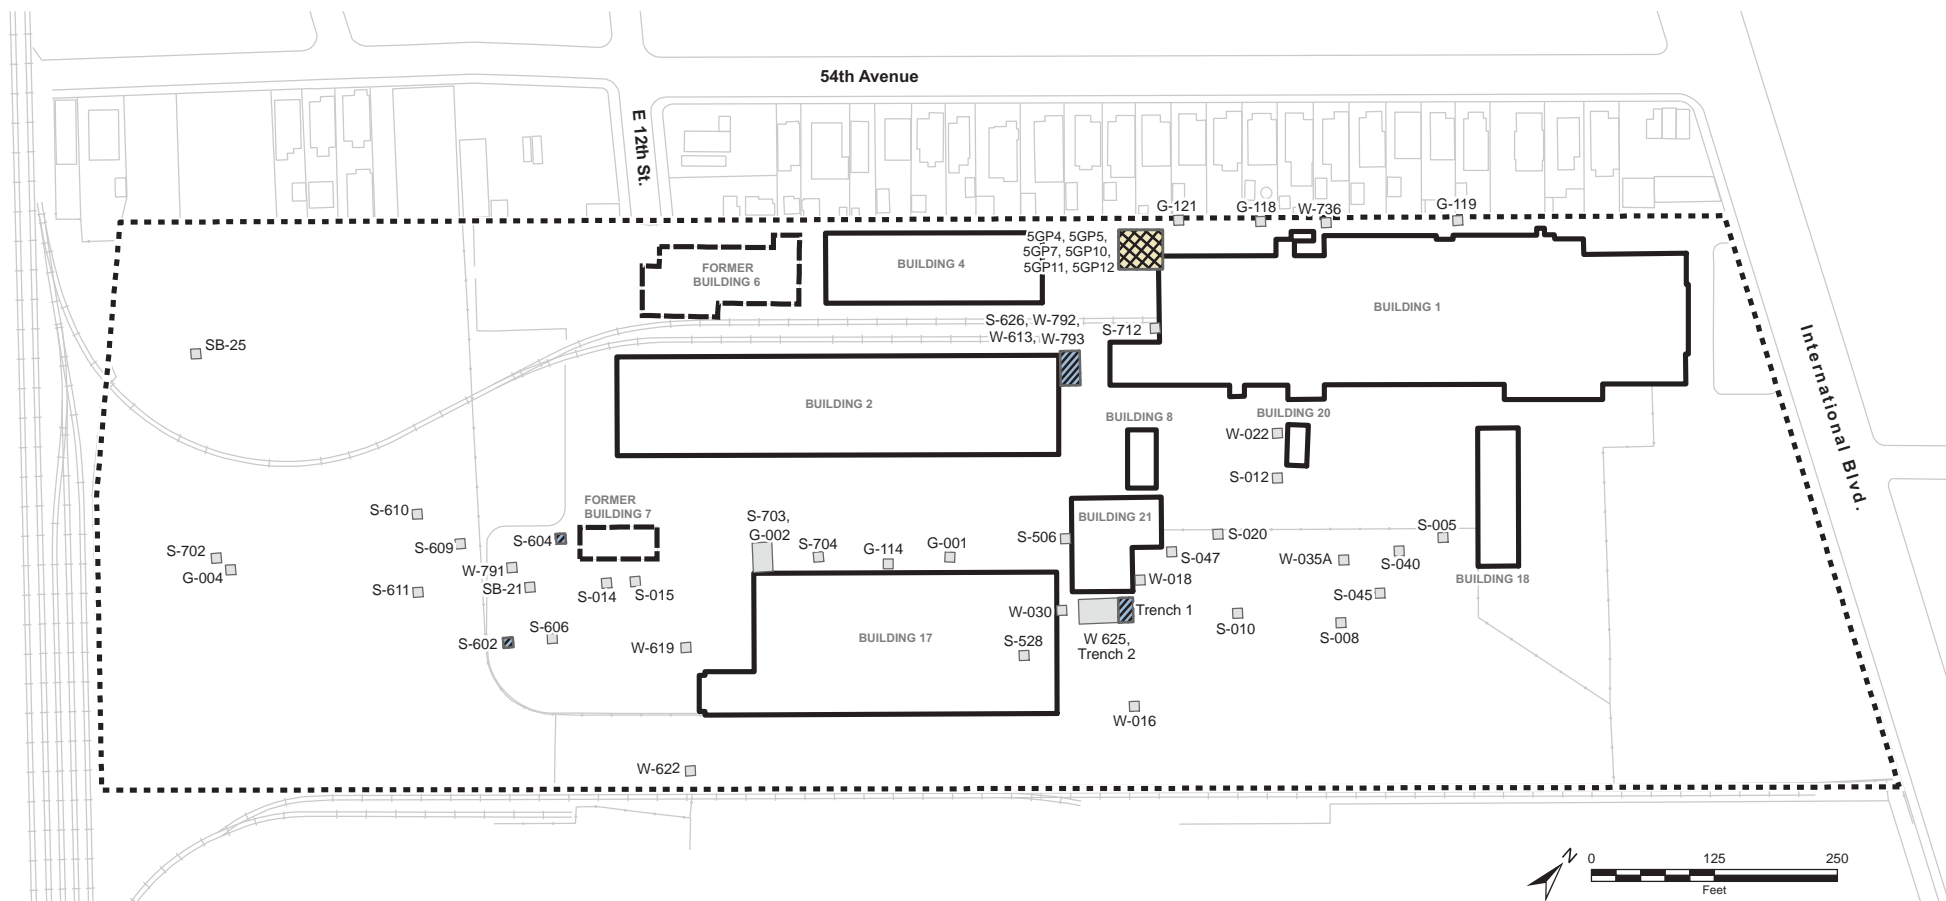 54th Avenue
E 12th St.
G-121
G-118
W-736
G-119
5GP4, 5GP5,
5GP7, 5GP10,
5GP11, 5GP12
FORMER
BUILDING 6
BUILDING 4
BUILDING 1
S-626, W-792,
W-613, W-793
S-712
International Blvd.
SB-25
BUILDING 2
BUILDING 8
BUILDING 20
W-022
S-012
FORMER
BUILDING 7
S-610
S-609
S-604
S-703,
G-002
S-704
G-114
G-001
S-506
BUILDING 21
S-047
S-020
S-005
W-035A
S-040
S-702
G-004
W-791
SB-21
S-611
S-014
S-015
W-018
BUILDING 18
S-045
W-030
Trench 1
S-010
S-008
S-602
S-606
W-619
BUILDING 17
S-528
W 625,
Trench 2
W-016
W-622
N
0
125
250
Feet